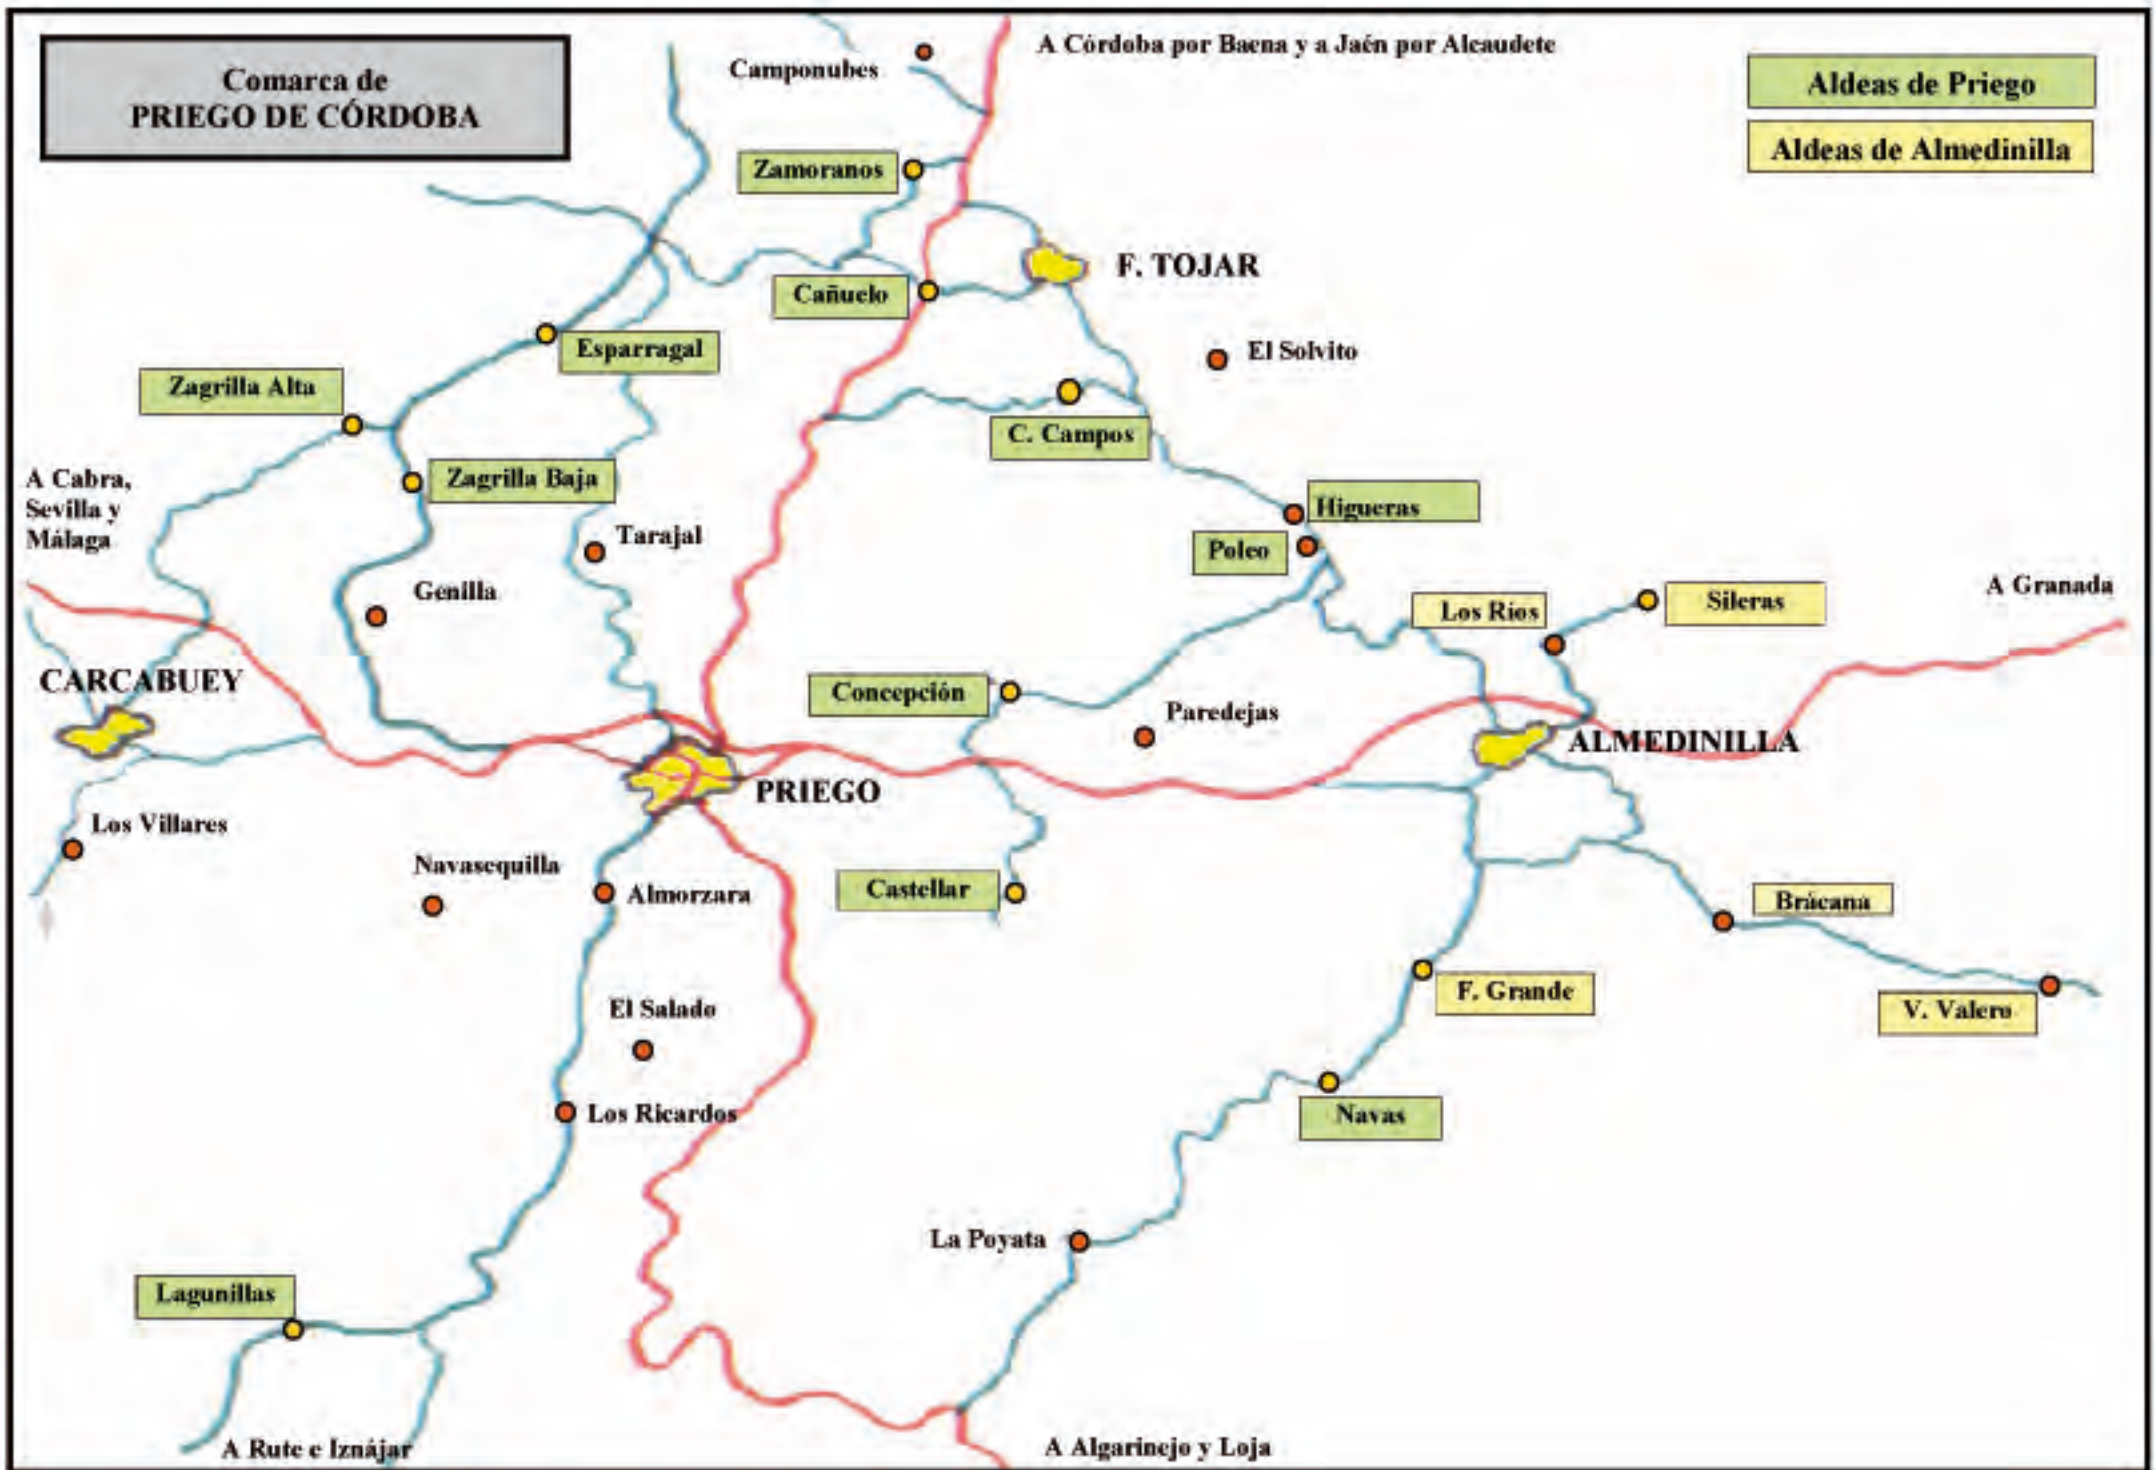 Comarca de
PRIEGO DE CÓRDOBA
A Córdoba por Baena y a Jaén por Alcaudete
Camponubes
Aldeas de Priego
Aldeas de Almedinilla
Zamoranos
F. TOJAR
Cañuelo
Esparragal
El Solvito
Zagrilla Alta
C. Campos
A Cabra,
Sevilla y
Málaga
Zagrilla Baja
Higueras
Tarajal
Poleo
Genilla
Los Ríos
Sileras
A Granada
CARCABUEY
Concepción
Paredejas
ALMEDINILLA
PRIEGO
Los Villares
Navasequilla
Almorzara
Castellar
Brácana
F. Grande
V. Valero
El Salado
Los Ricardos
Navas
La Poyata
Lagunillas
A Rute e Iznájar
A Algarinejo y Loja